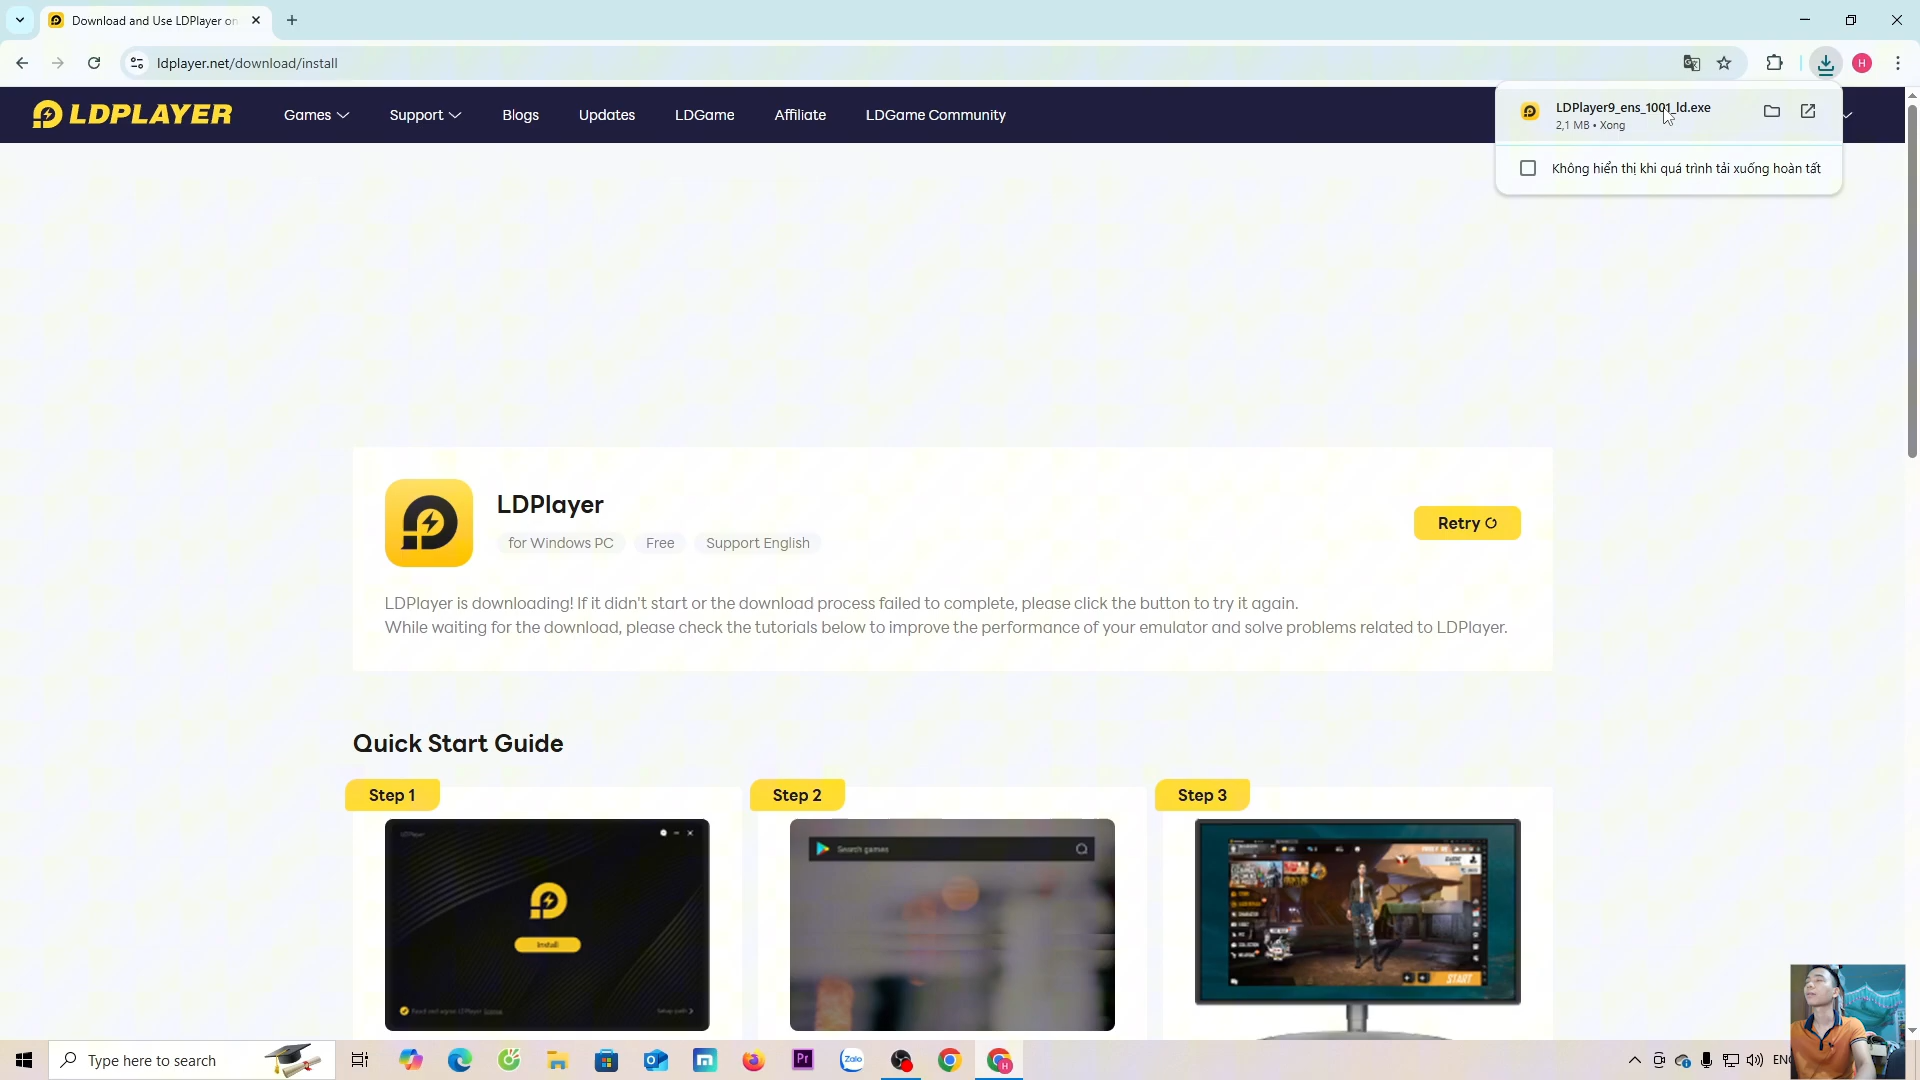 Download and Use LDPlayer on
ldplayer.net/download/install
H
LDPLAYER
Games
Support
Blogs
Updates
LDGame
Affiliate
LDGame Community
LDPlayer9_ens_1001_ld.exe
2,1 MB • Xong
Không hiển thị khi quá trình tải xuống hoàn tất
LDPlayer
for Windows PC
Free
Support English
Retry
LDPlayer is downloading! If it didn't start or the download process failed to complete, please click the button to try it again.
While waiting for the download, please check the tutorials below to improve the performance of your emulator and solve problems related to LDPlayer.
Quick Start Guide
Step 1
Step 2
Step 3
LDPlayer
Install
Search games
START
Type here to search
Pr
Zalo
H